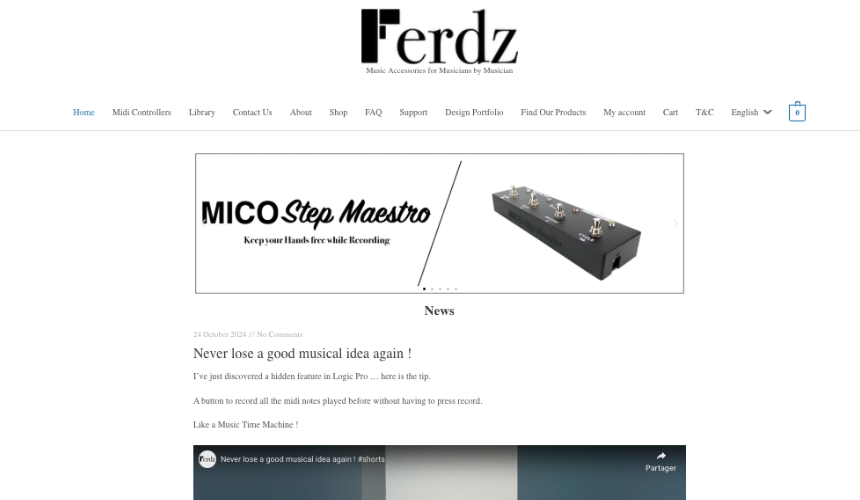 Ferdz
Music Accessories for Musicians by Musician
Home Midi Controllers Library Contact Us About Shop FAQ Support Design Portfolio Find Our Products My account Cart T&C English 0
MICO Step Maestro
Keep your Hands free while Recording
MICO Step Maestro
News
24 October 2024 /// No Comments
Never lose a good musical idea again !
I’ve just discovered a hidden feature in Logic Pro … here is the tip.
A button to record all the midi notes played before without having to press record.
Like a Music Time Machine !
Ferdz Never lose a good musical idea again ! #shorts
Partager